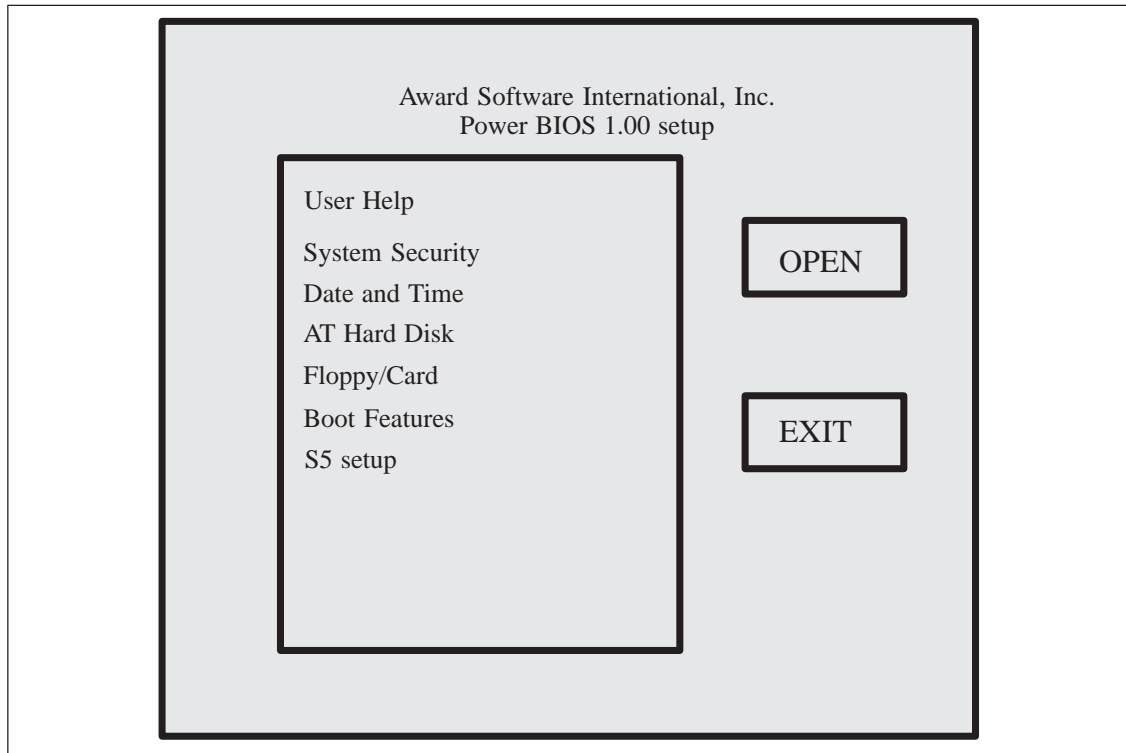 Award Software International, Inc.
Power BIOS 1.00 setup
User Help
System Security
Date and Time
AT Hard Disk
Floppy/Card
Boot Features
S5 setup
OPEN
EXIT